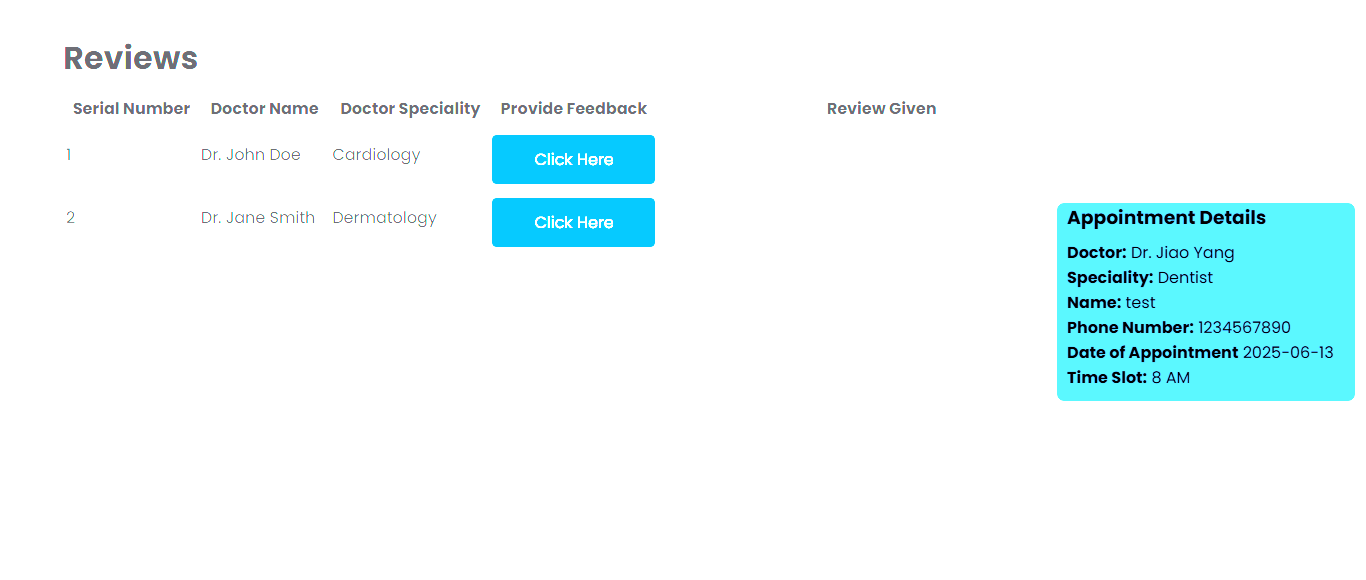 Reviews
Serial Number Doctor Name Doctor Speciality Provide Feedback Review Given
1 Dr. John Doe Cardiology Click Here
2 Dr. Jane Smith Dermatology Click Here
Appointment Details
Doctor: Dr. Jiao Yang
Speciality: Dentist
Name: test
Phone Number: 1234567890
Date of Appointment 2025-06-13
Time Slot: 8 AM